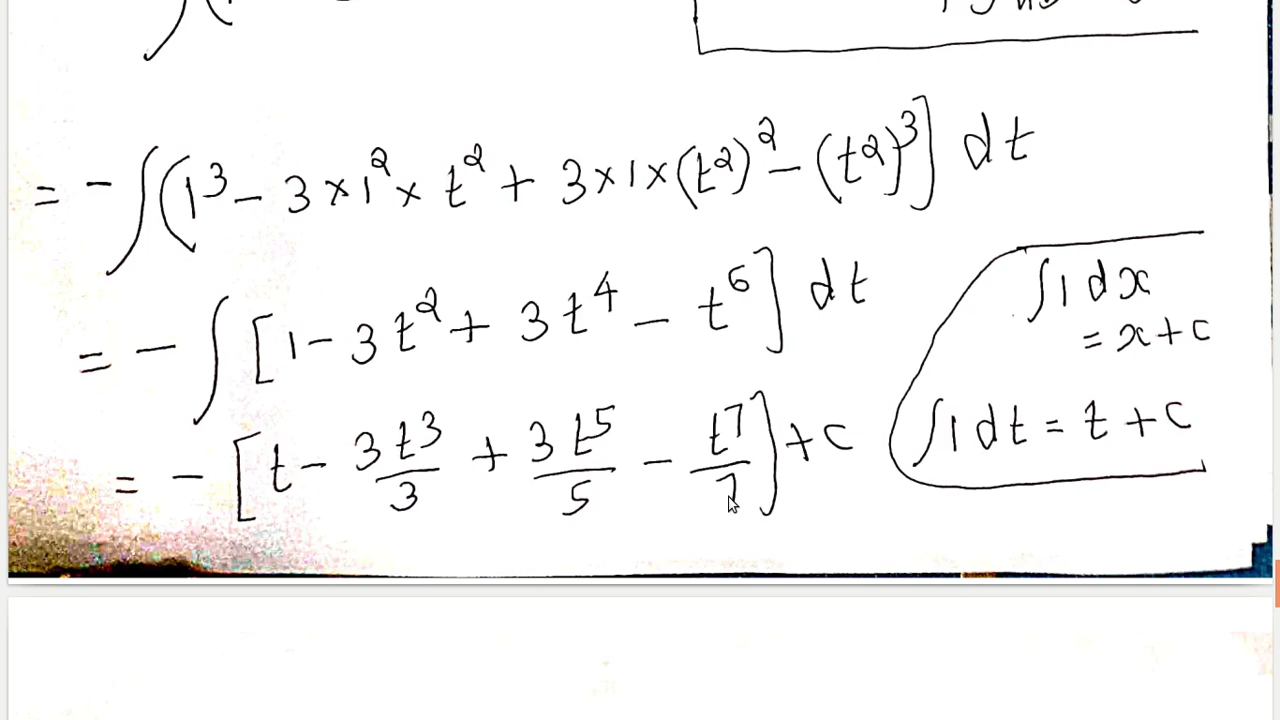 = - ∫(1³ - 3×1²× t² + 3×1×(t²)² - (t²)³] dt
= - ∫ [1 - 3t² + 3t⁴ - t⁶] dt
= - [t - 3t³/3 + 3t⁵/5 - t⁷/7] + c
∫1 dx
= x + c
∫1 dt = t + c